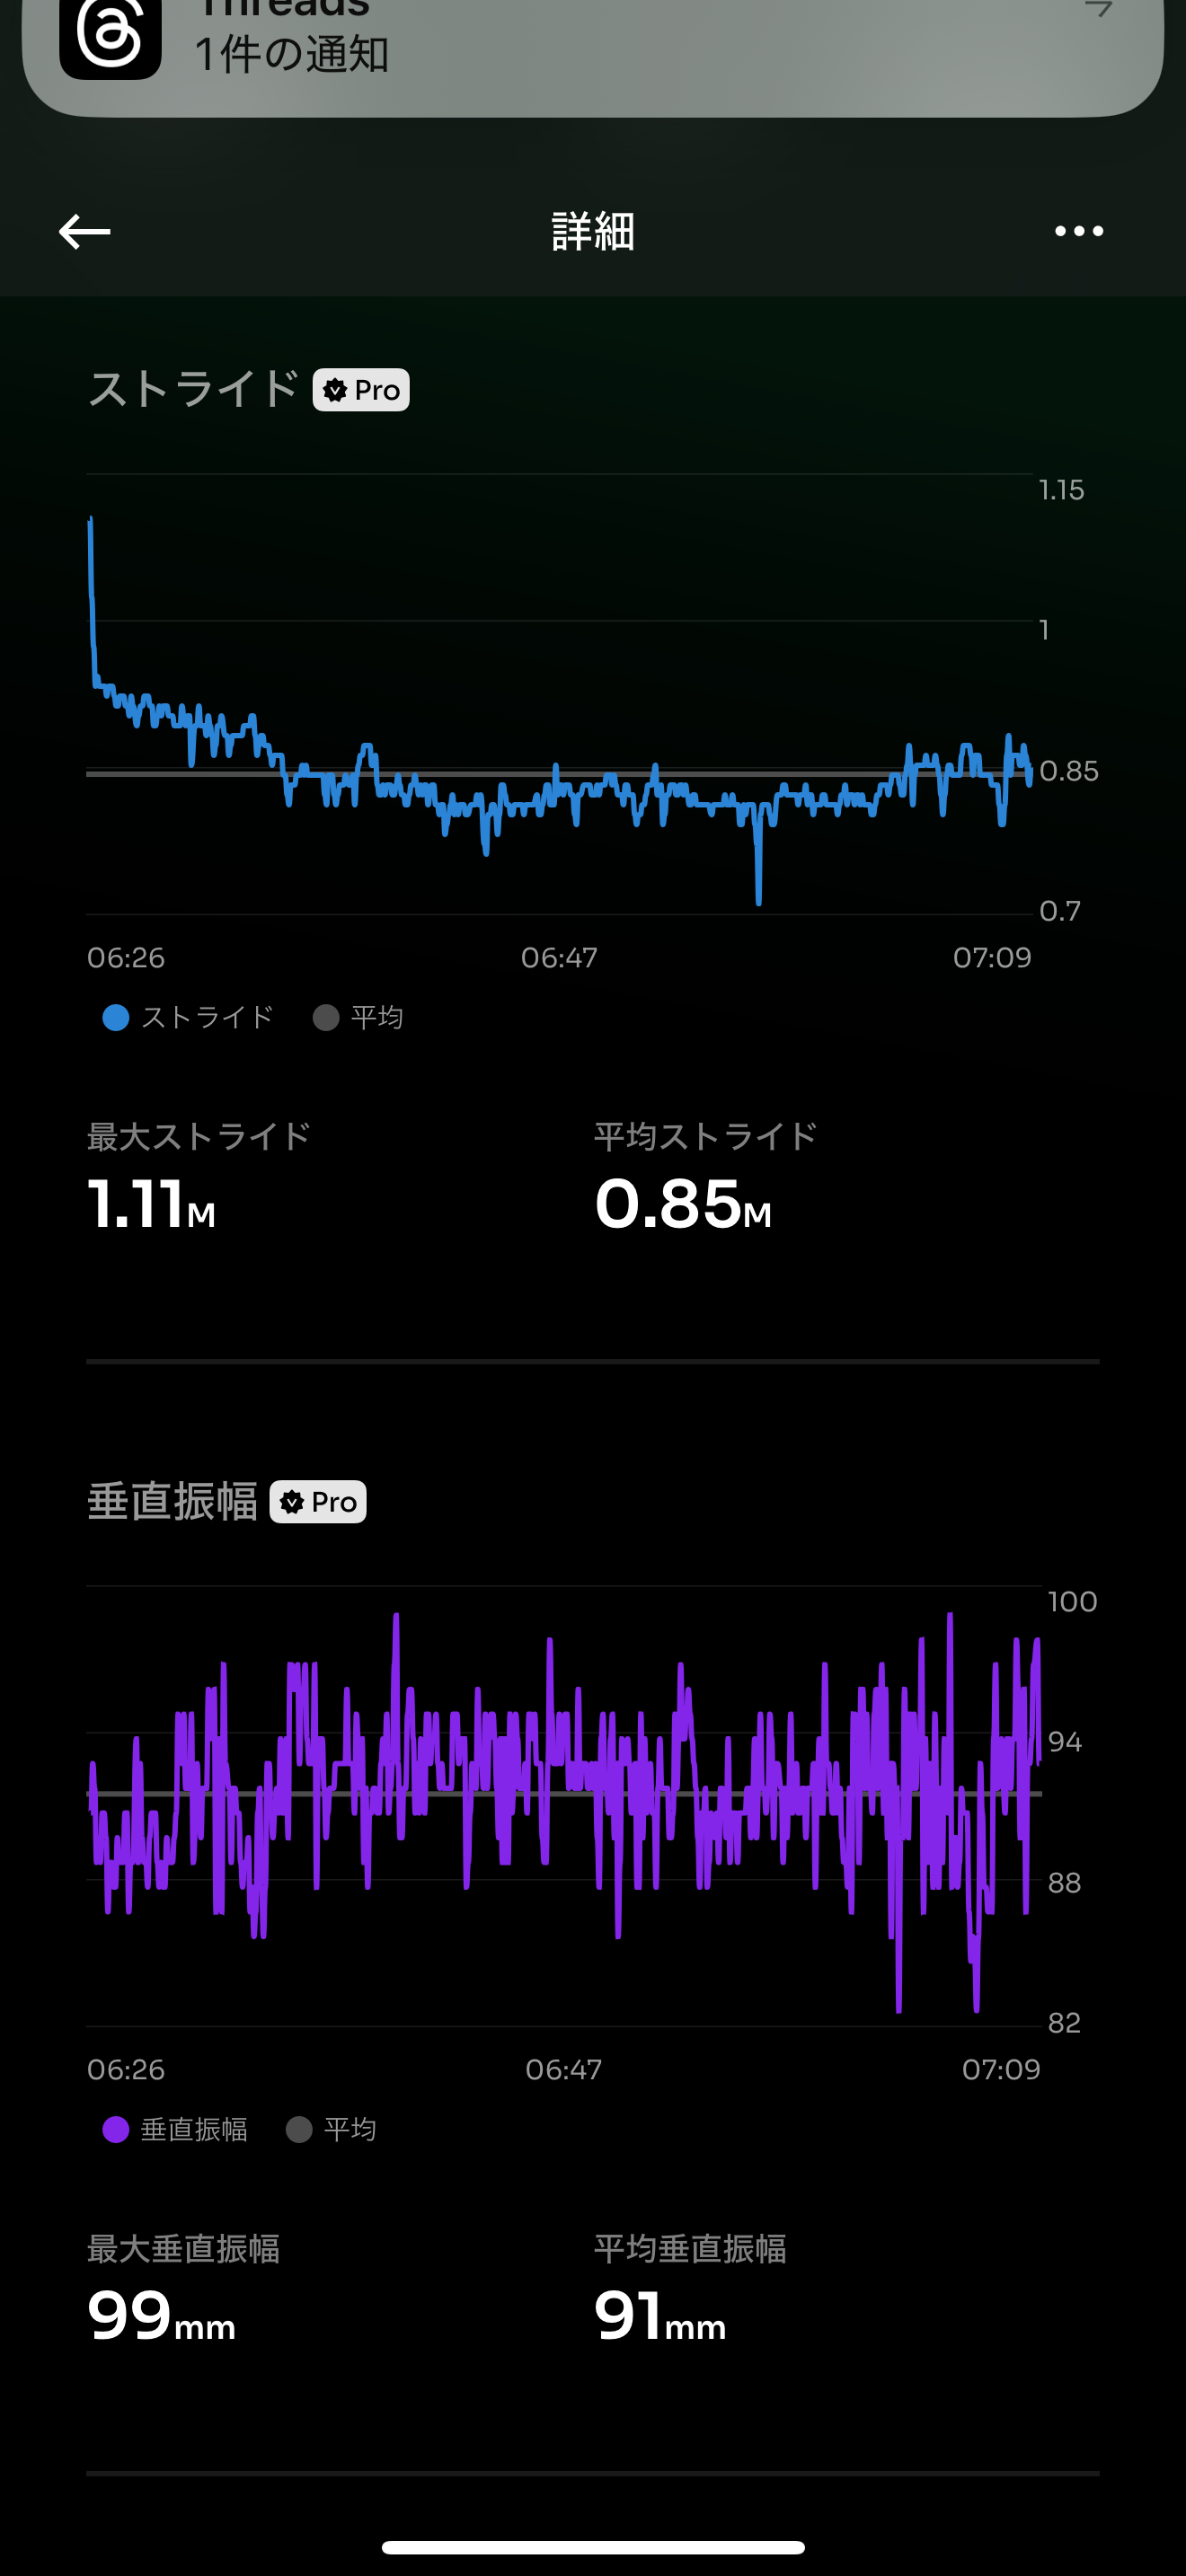 Threads
1件の通知
詳細
ストライド Pro
1.15
1
0.85
0.7
06:26 06:47 07:09
ストライド 平均
最大ストライド 平均ストライド
1.11M 0.85M
垂直振幅 Pro
100
94
88
82
06:26 06:47 07:09
垂直振幅 平均
最大垂直振幅 平均垂直振幅
99mm 91mm